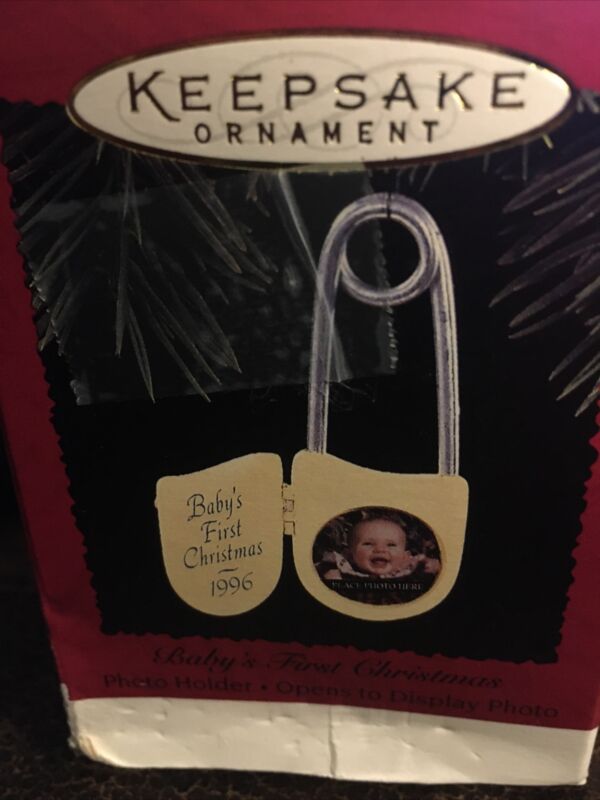 KEEPSAKE
ORNAMENT
Baby's
First
Christmas
1996
PLACE PHOTO HERE
Baby's First Christmas
Photo Holder • Opens to Display Photo